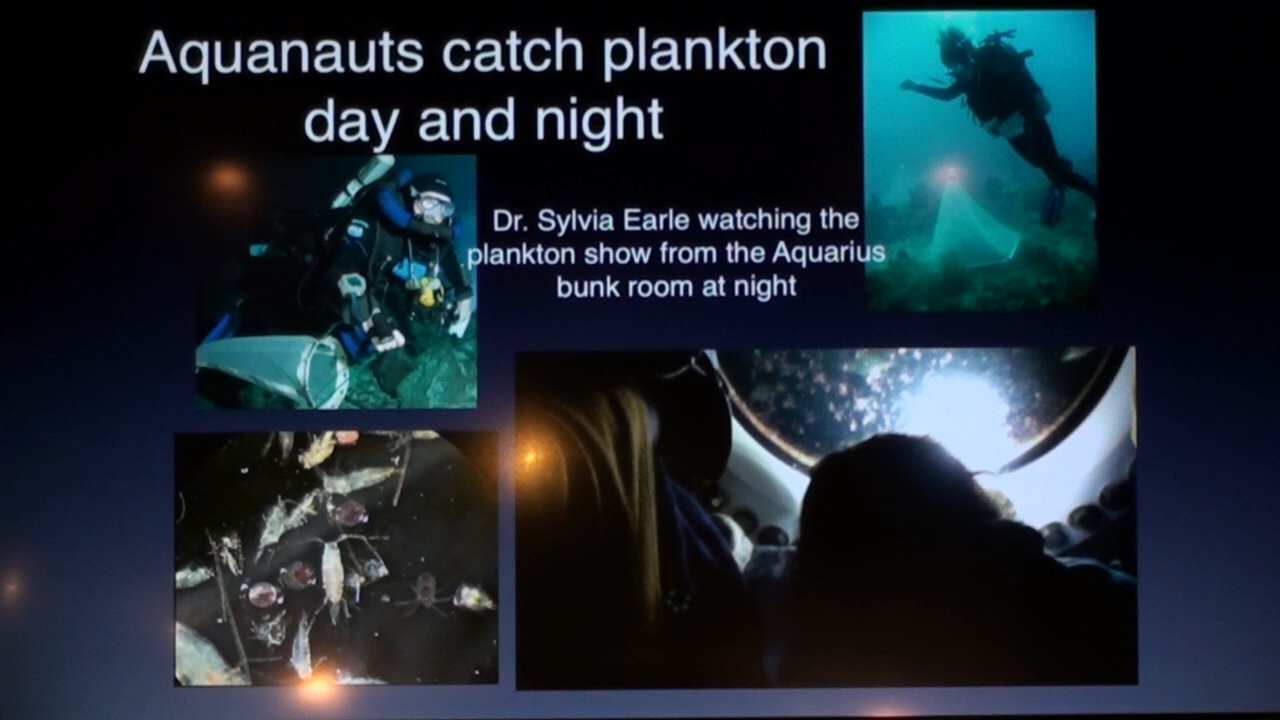 Aquanauts catch plankton
day and night
Dr. Sylvia Earle watching the
plankton show from the Aquarius
bunk room at night